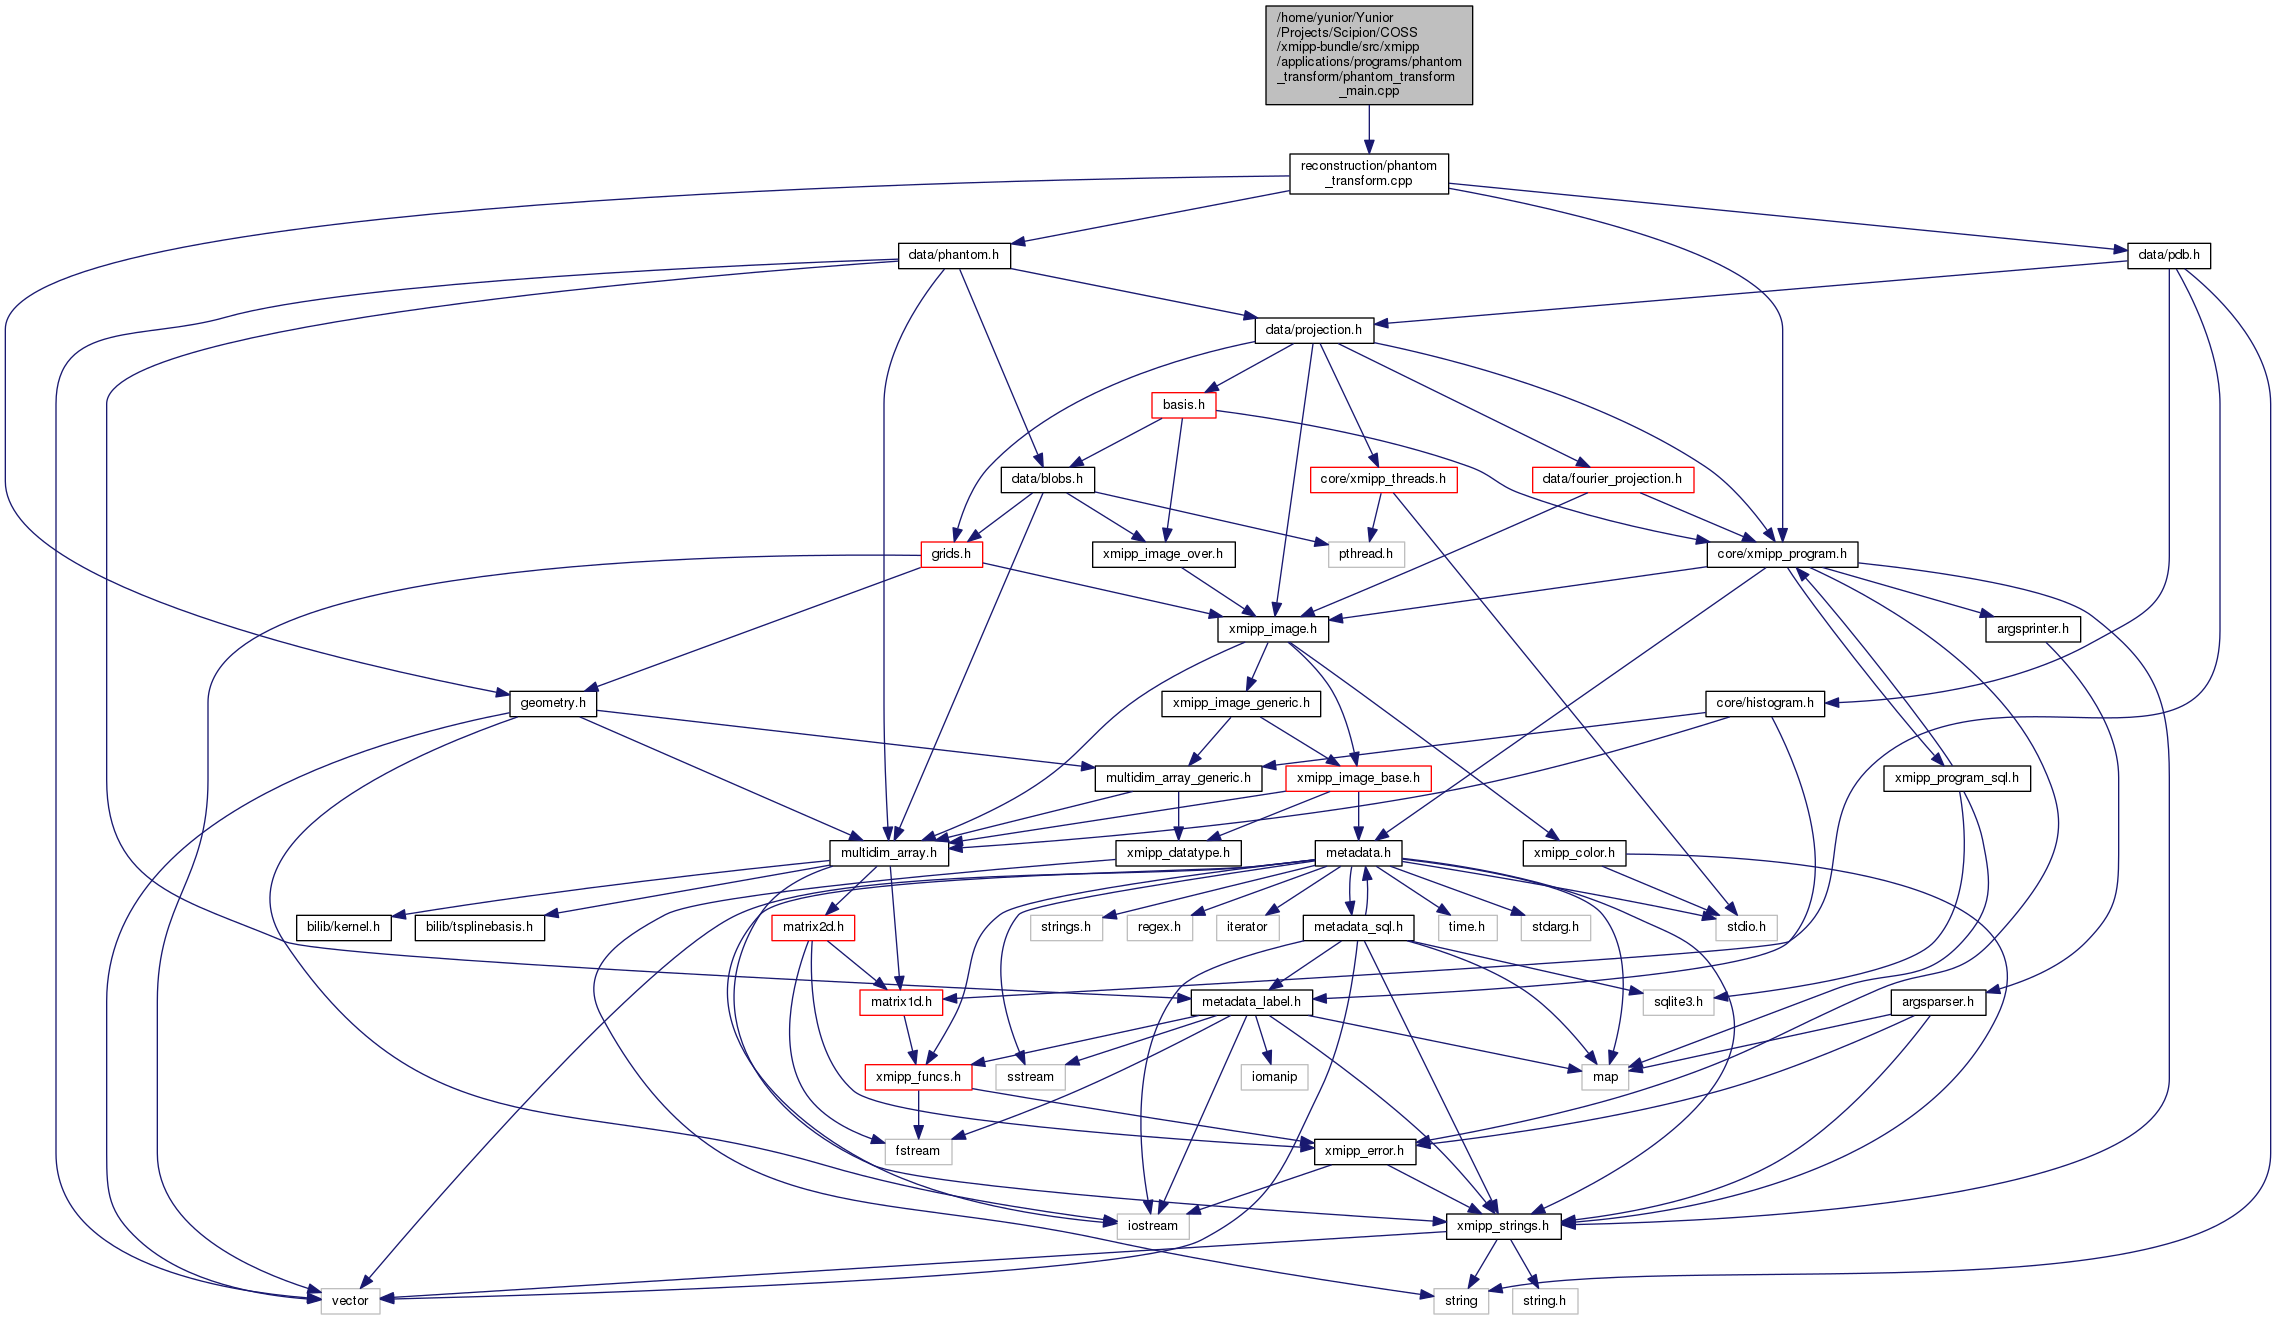 /home/yunior/Yunior
/Projects/Scipion/COSS
/xmipp-bundle/src/xmipp
/applications/programs/phantom
_transform/phantom_transform
_main.cpp
reconstruction/phantom
_transform.cpp
data/phantom.h
data/pdb.h
data/projection.h
basis.h
data/blobs.h
core/xmipp_threads.h
data/fourier_projection.h
grids.h
xmipp_image_over.h
pthread.h
core/xmipp_program.h
xmipp_image.h
argsprinter.h
geometry.h
xmipp_image_generic.h
core/histogram.h
multidim_array_generic.h
xmipp_image_base.h
xmipp_program_sql.h
multidim_array.h
xmipp_datatype.h
metadata.h
xmipp_color.h
bilib/kernel.h
bilib/tsplinebasis.h
matrix2d.h
strings.h
regex.h
iterator
metadata_sql.h
time.h
stdarg.h
stdio.h
matrix1d.h
metadata_label.h
sqlite3.h
argsparser.h
xmipp_funcs.h
sstream
iomanip
map
fstream
xmipp_error.h
iostream
xmipp_strings.h
vector
string
string.h